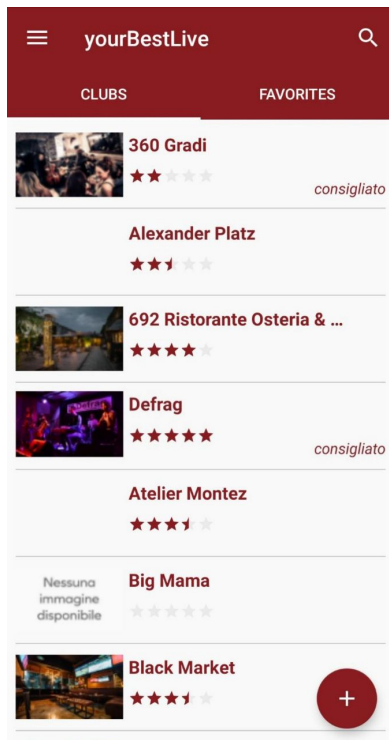 yourBestLive
CLUBS
FAVORITES
360 Gradi
consigliato
Alexander Platz
692 Ristorante Osteria & ...
Defrag
consigliato
Atelier Montez
Nessuna
immagine
disponibile
Big Mama
Black Market